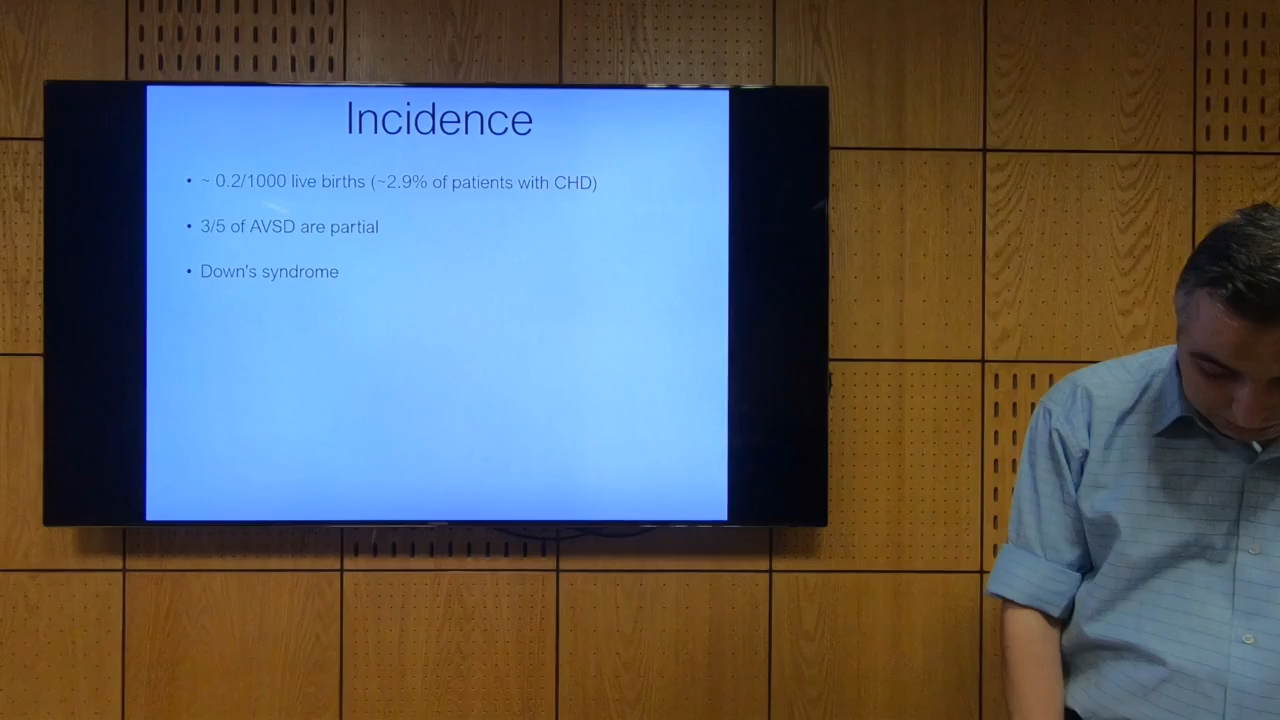 Incidence
• ~ 0.2/1000 live births (~2.9% of patients with CHD)
• 3/5 of AVSD are partial
• Down's syndrome